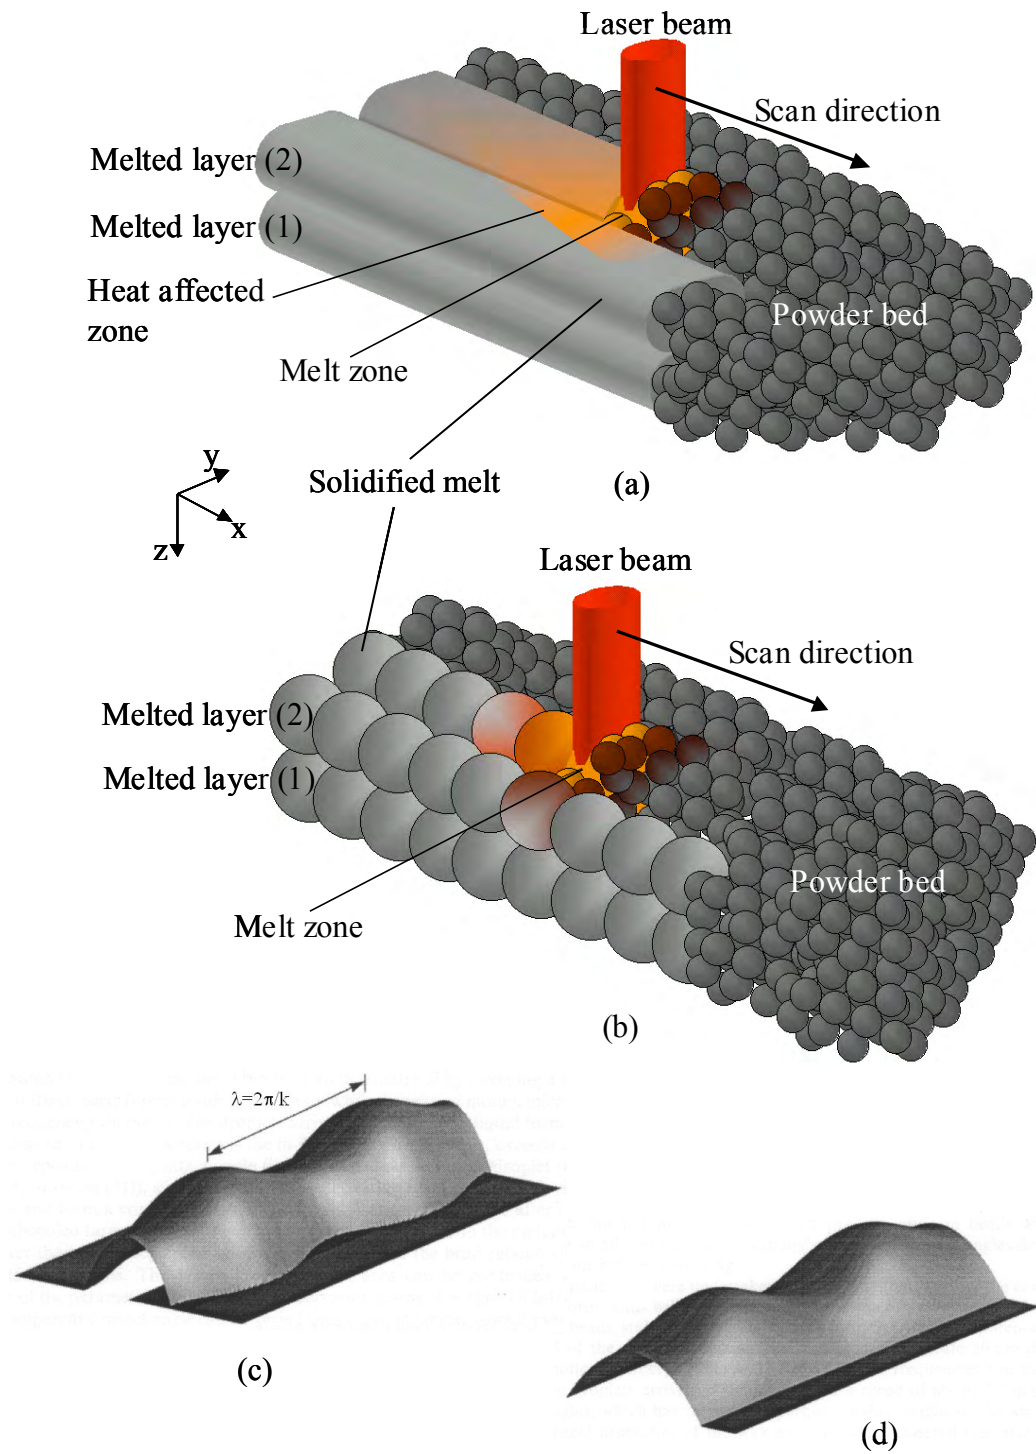 Laser beam
Scan direction
Melted layer (2)
Melted layer (1)
Heat affected
zone
Powder bed
Melt zone
Solidified melt
(a)
y
x
z
Laser beam
Scan direction
Melted layer (2)
Melted layer (1)
Powder bed
Melt zone
(b)
λ=2π/k
(c)
(d)